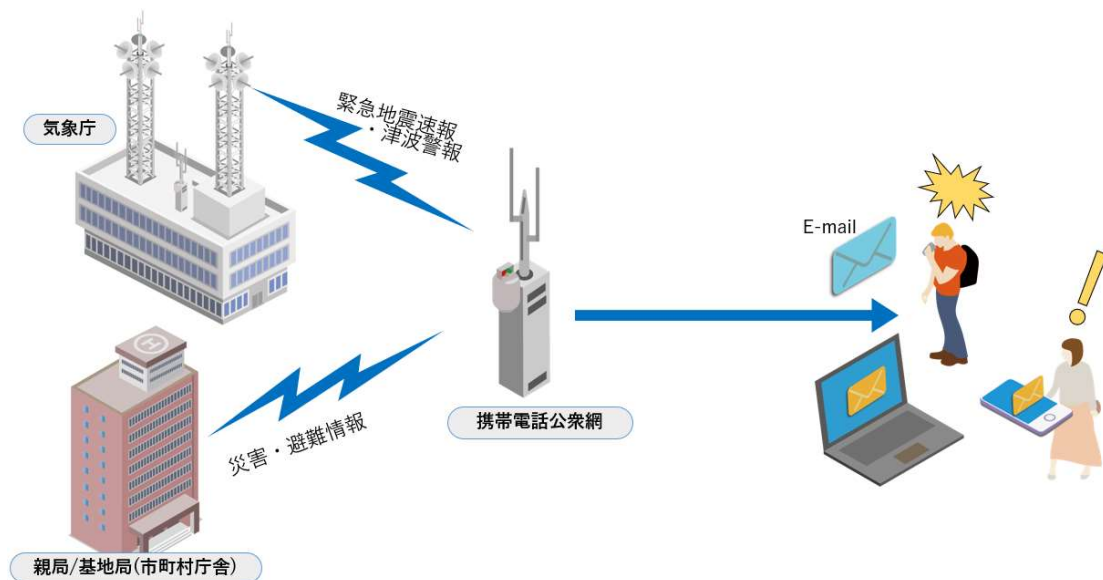 気象庁
緊急地震速報
・津波警報
E-mail
携帯電話公衆網
災害・避難情報
親局/基地局(市町村庁舎)
H